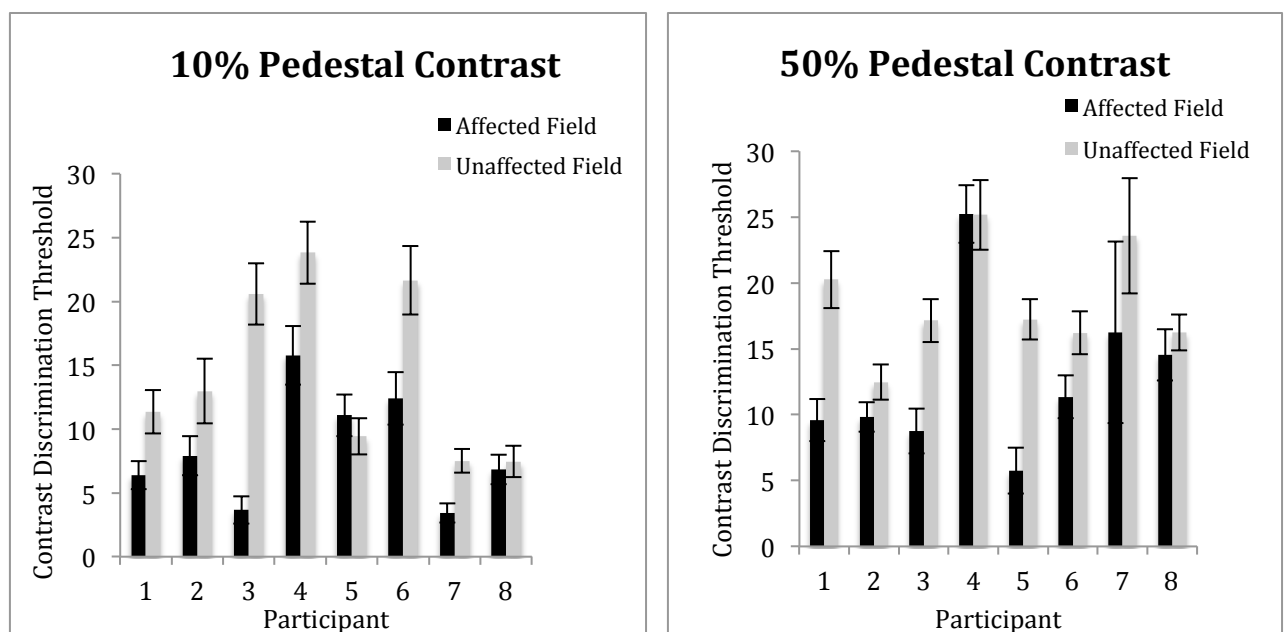 10% Pedestal Contrast
Affected Field
Unaffected Field
Contrast Discrimination Threshold
30
25
20
15
10
5
0
1 2 3 4 5 6 7 8
Participant
50% Pedestal Contrast
Affected Field
Unaffected Field
Contrast Discrimination Threshold
30
25
20
15
10
5
0
1 2 3 4 5 6 7 8
Participant